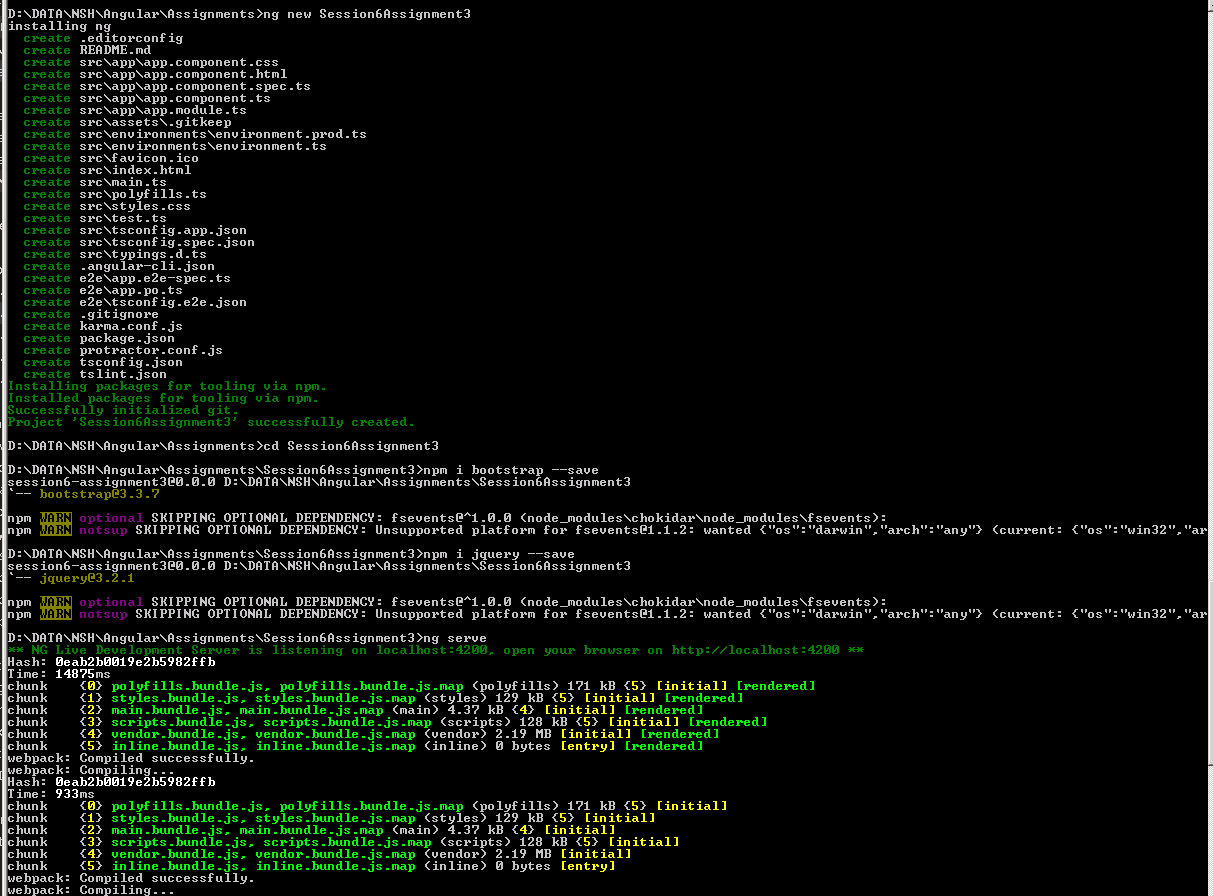 D:\DATA\NSH\Angular\Assignments>ng new Session6Assignment3
installing ng
  create .editorconfig
  create README.md
  create src\app\app.component.css
  create src\app\app.component.html
  create src\app\app.component.spec.ts
  create src\app\app.component.ts
  create src\app\app.module.ts
  create src\assets\.gitkeep
  create src\environments\environment.prod.ts
  create src\environments\environment.ts
  create src\favicon.ico
  create src\index.html
  create src\main.ts
  create src\polyfills.ts
  create src\styles.css
  create src\test.ts
  create src\tsconfig.app.json
  create src\tsconfig.spec.json
  create src\typings.d.ts
  create .angular-cli.json
  create e2e\app.e2e-spec.ts
  create e2e\app.po.ts
  create e2e\tsconfig.e2e.json
  create .gitignore
  create karma.conf.js
  create package.json
  create protractor.conf.js
  create tsconfig.json
  create tslint.json
Installing packages for tooling via npm.
Installed packages for tooling via npm.
Successfully initialized git.
Project 'Session6Assignment3' successfully created.
D:\DATA\NSH\Angular\Assignments>cd Session6Assignment3
D:\DATA\NSH\Angular\Assignments\Session6Assignment3>npm i bootstrap --save
session6-assignment3@0.0.0 D:\DATA\NSH\Angular\Assignments\Session6Assignment3
`-- bootstrap@3.3.7
npm WARN optional SKIPPING OPTIONAL DEPENDENCY: fsevents@^1.0.0 (node_modules\chokidar\node_modules\fsevents):
npm WARN notsup SKIPPING OPTIONAL DEPENDENCY: Unsupported platform for fsevents@1.1.2: wanted {"os":"darwin","arch":"any"} (current: {"os":"win32","ar
D:\DATA\NSH\Angular\Assignments\Session6Assignment3>npm i jquery --save
session6-assignment3@0.0.0 D:\DATA\NSH\Angular\Assignments\Session6Assignment3
`-- jquery@3.2.1
npm WARN optional SKIPPING OPTIONAL DEPENDENCY: fsevents@^1.0.0 (node_modules\chokidar\node_modules\fsevents):
npm WARN notsup SKIPPING OPTIONAL DEPENDENCY: Unsupported platform for fsevents@1.1.2: wanted {"os":"darwin","arch":"any"} (current: {"os":"win32","ar
D:\DATA\NSH\Angular\Assignments\Session6Assignment3>ng serve
** NG Live Development Server is listening on localhost:4200, open your browser on http://localhost:4200 **
Hash: 0eab2b0019e2b5982ffb
Time: 14875ms
chunk    {0} polyfills.bundle.js, polyfills.bundle.js.map (polyfills) 171 kB {5} [initial] [rendered]
chunk    {1} styles.bundle.js, styles.bundle.js.map (styles) 129 kB {5} [initial] [rendered]
chunk    {2} main.bundle.js, main.bundle.js.map (main) 4.37 kB {4} [initial] [rendered]
chunk    {3} scripts.bundle.js, scripts.bundle.js.map (scripts) 128 kB {5} [initial] [rendered]
chunk    {4} vendor.bundle.js, vendor.bundle.js.map (vendor) 2.19 MB [initial] [rendered]
chunk    {5} inline.bundle.js, inline.bundle.js.map (inline) 0 bytes [entry] [rendered]
webpack: Compiled successfully.
webpack: Compiling...
Hash: 0eab2b0019e2b5982ffb
Time: 933ms
chunk    {0} polyfills.bundle.js, polyfills.bundle.js.map (polyfills) 171 kB {5} [initial]
chunk    {1} styles.bundle.js, styles.bundle.js.map (styles) 129 kB {5} [initial]
chunk    {2} main.bundle.js, main.bundle.js.map (main) 4.37 kB {4} [initial]
chunk    {3} scripts.bundle.js, scripts.bundle.js.map (scripts) 128 kB {5} [initial]
chunk    {4} vendor.bundle.js, vendor.bundle.js.map (vendor) 2.19 MB [initial]
chunk    {5} inline.bundle.js, inline.bundle.js.map (inline) 0 bytes [entry]
webpack: Compiled successfully.
webpack: Compiling...